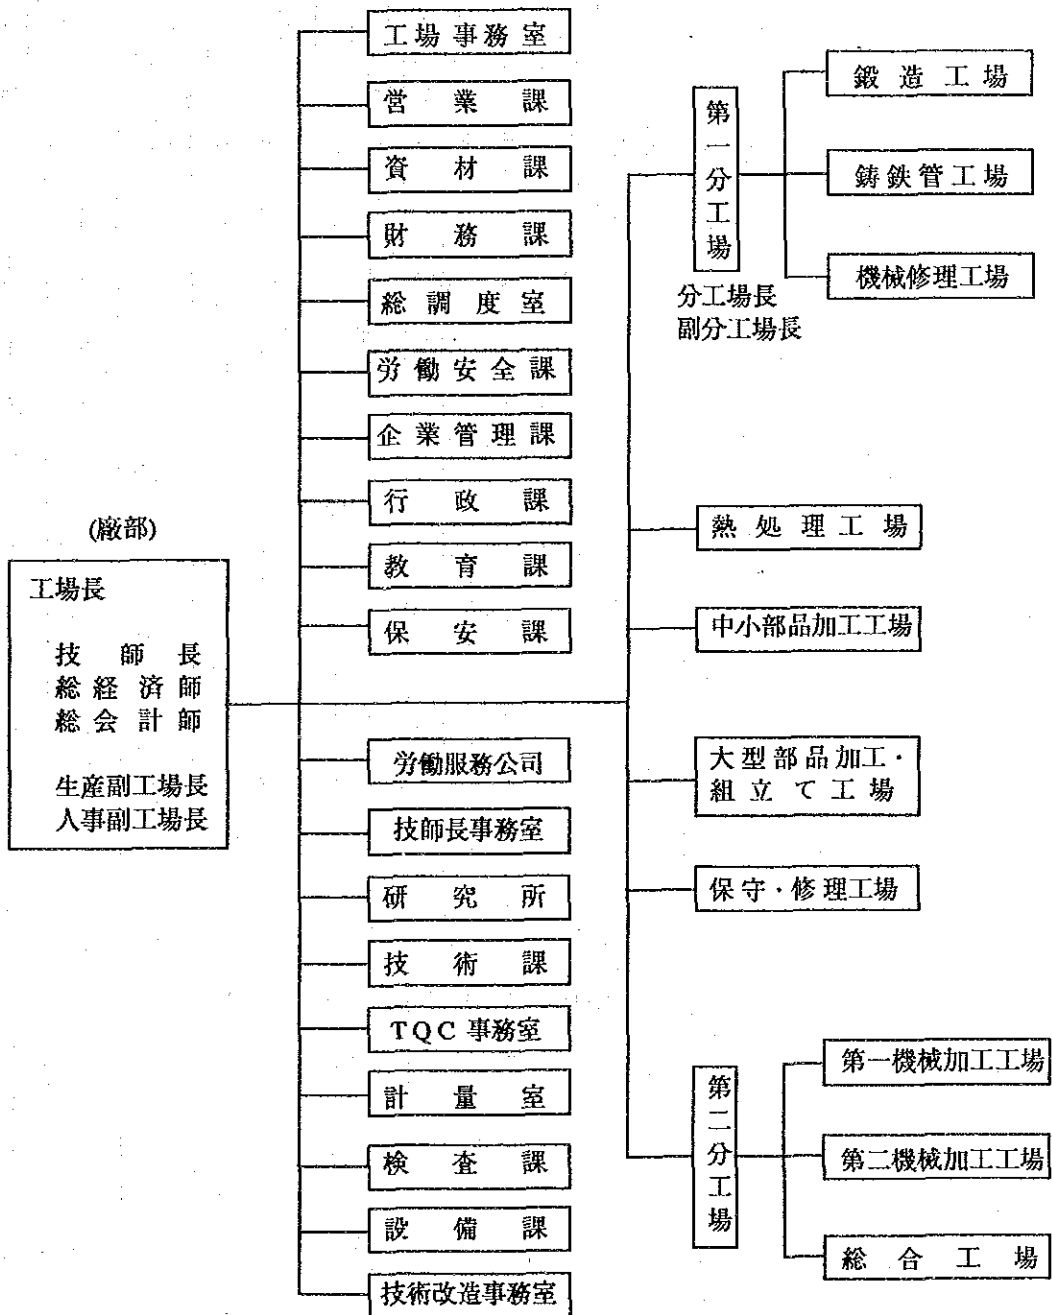 (廠部)
工場長
技師長
総経済師
総会計師
生産副工場長
人事副工場長
工場事務室
営業課
資材課
財務課
総調度室
労働安全課
企業管理課
行政課
教育課
保安課
労働服務公司
技師長事務室
研究所
技術課
TQC事務室
計量室
検査課
設備課
技術改造事務室
第一分工場
分工場長
副分工場長
鍛造工場
鋳鉄管工場
機械修理工場
熱処理工場
中小部品加工工場
大型部品加工・
組立て工場
保守・修理工場
第二分工場
第一機械加工工場
第二機械加工工場
総合工場